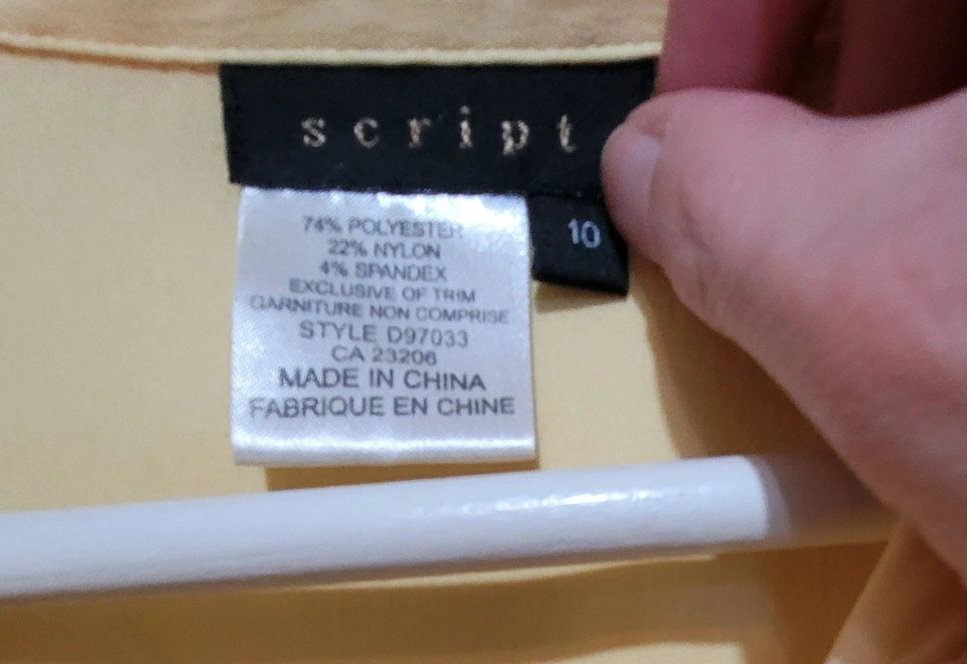 script
10
74% POLYESTER
22% NYLON
4% SPANDEX
EXCLUSIVE OF TRIM
GARNITURE NON COMPRISE
STYLE D97033
CA 23206
MADE IN CHINA
FABRIQUE EN CHINE